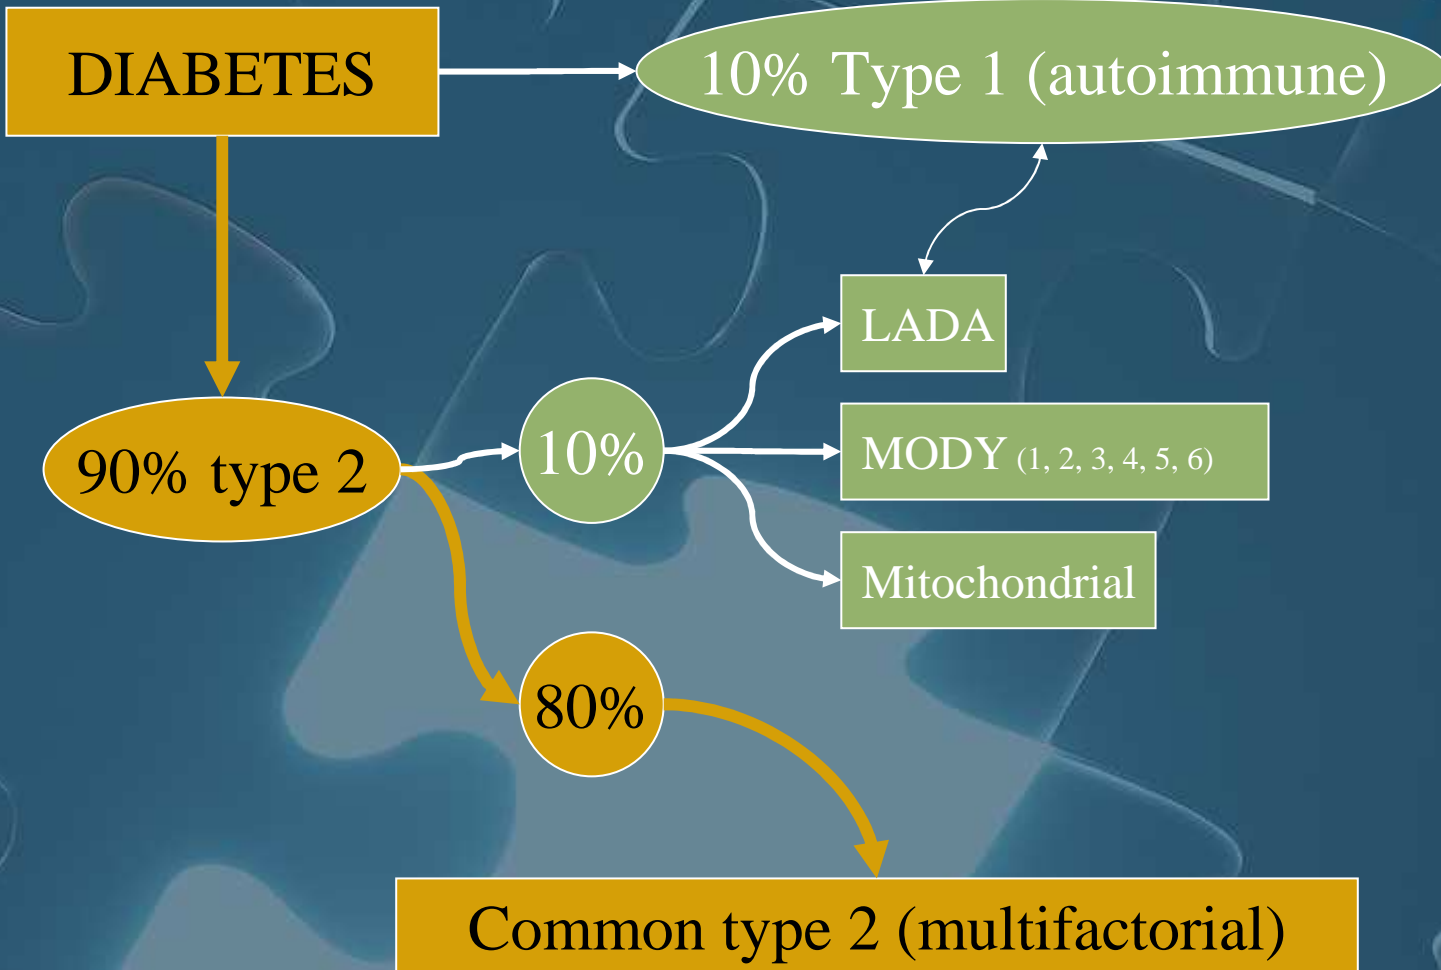 DIABETES
10% Type 1 (autoimmune)
LADA
90% type 2
10%
MODY (1, 2, 3, 4, 5, 6)
Mitochondrial
80%
Common type 2 (multifactorial)